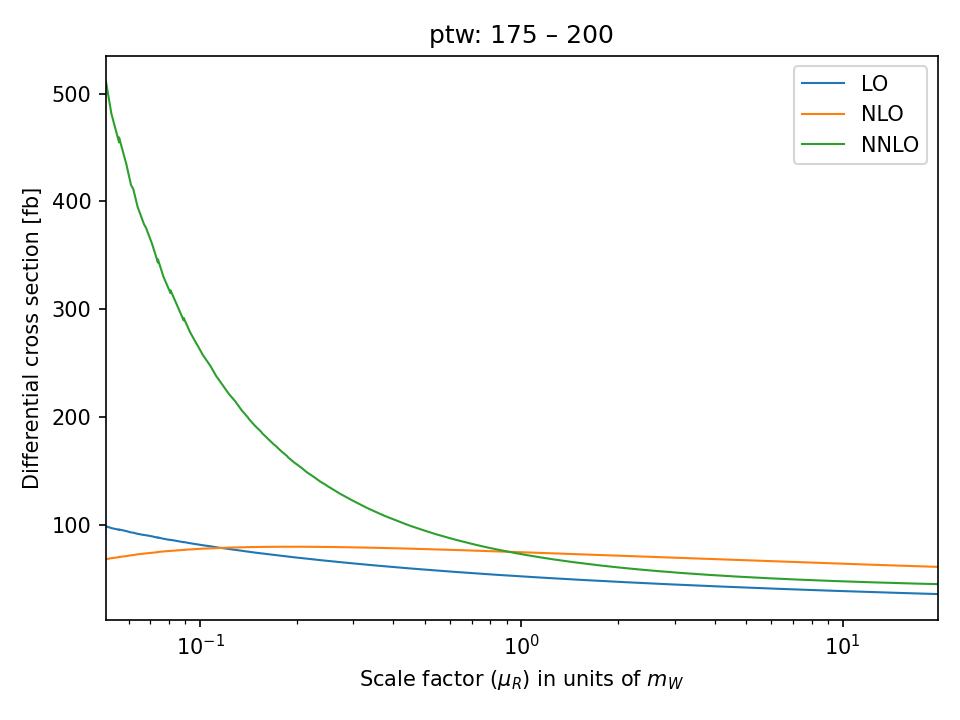 ptw: 175 – 200
500
400
300
200
100
Differential cross section [fb]
LO
NLO
NNLO
10⁻¹
10⁰
10¹
Scale factor (μ_R) in units of m_W